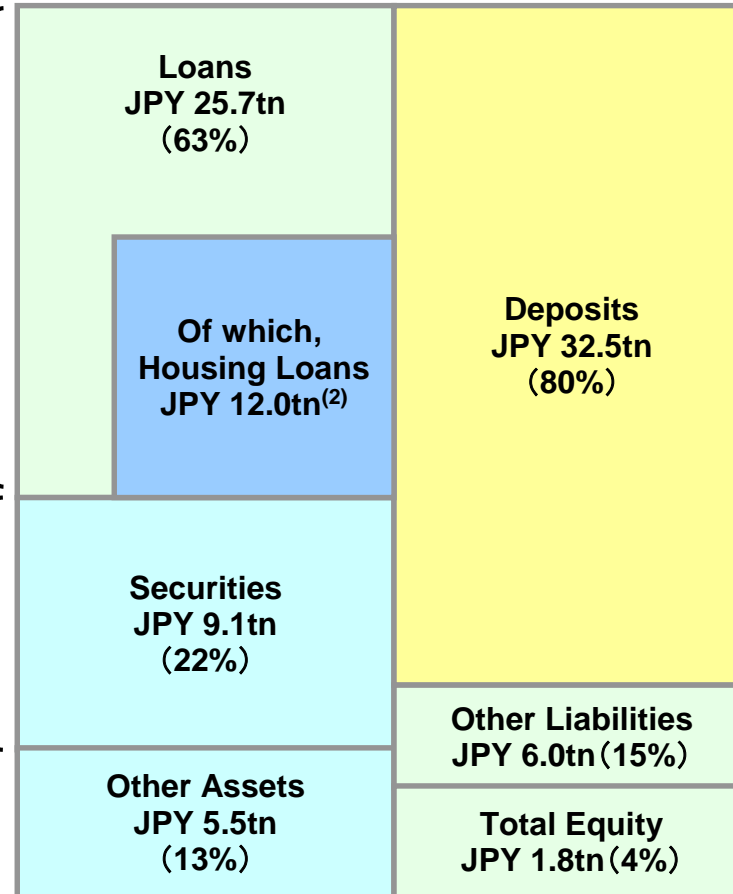 Loans
JPY 25.7tn
(63%)
Of which,
Housing Loans
JPY 12.0tn(2)
Securities
JPY 9.1tn
(22%)
Other Assets
JPY 5.5tn
(13%)
Deposits
JPY 32.5tn
(80%)
Other Liabilities
JPY 6.0tn(15%)
Total Equity
JPY 1.8tn(4%)